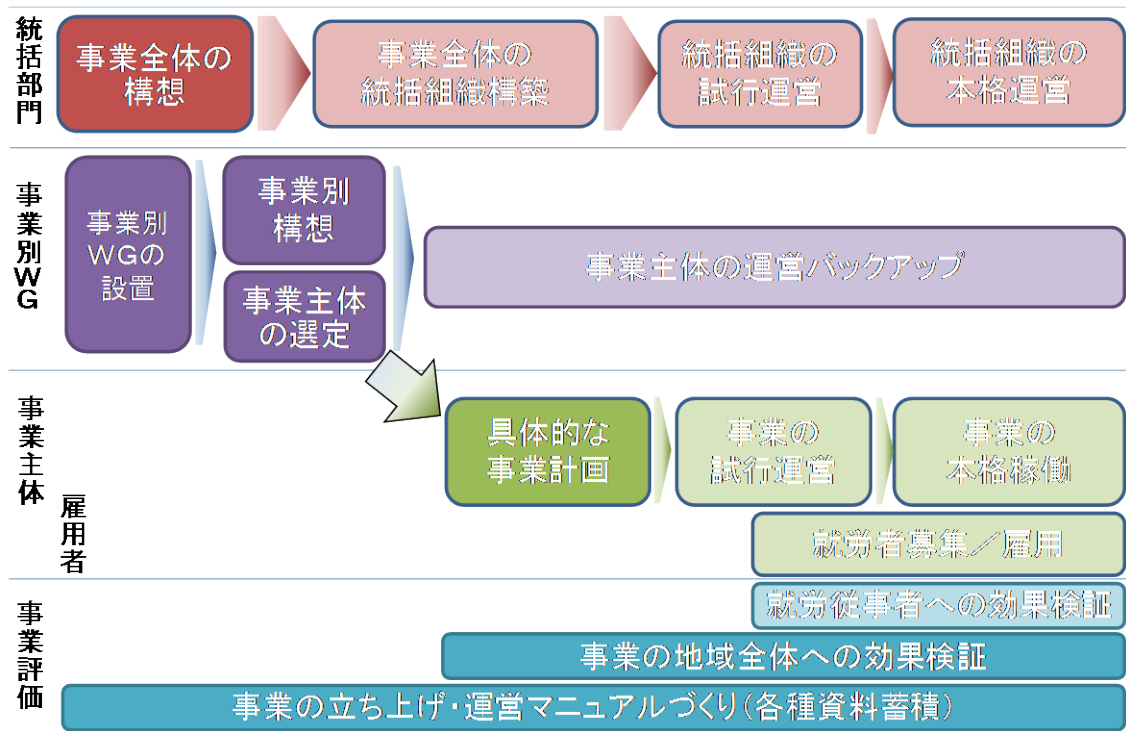 統括部門
事業全体の
構想
事業全体の
統括組織構築
統括組織の
試行運営
統括組織の
本格運営
事業別WG
事業別
WGの
設置
事業別
構想
事業主体
の選定
事業主体の運営バックアップ
事業主体
雇用者
具体的な
事業計画
事業の
試行運営
事業の
本格稼働
就労者募集／雇用
事業評価
就労従事者への効果検証
事業の地域全体への効果検証
事業の立ち上げ・運営マニュアルづくり(各種資料蓄積)